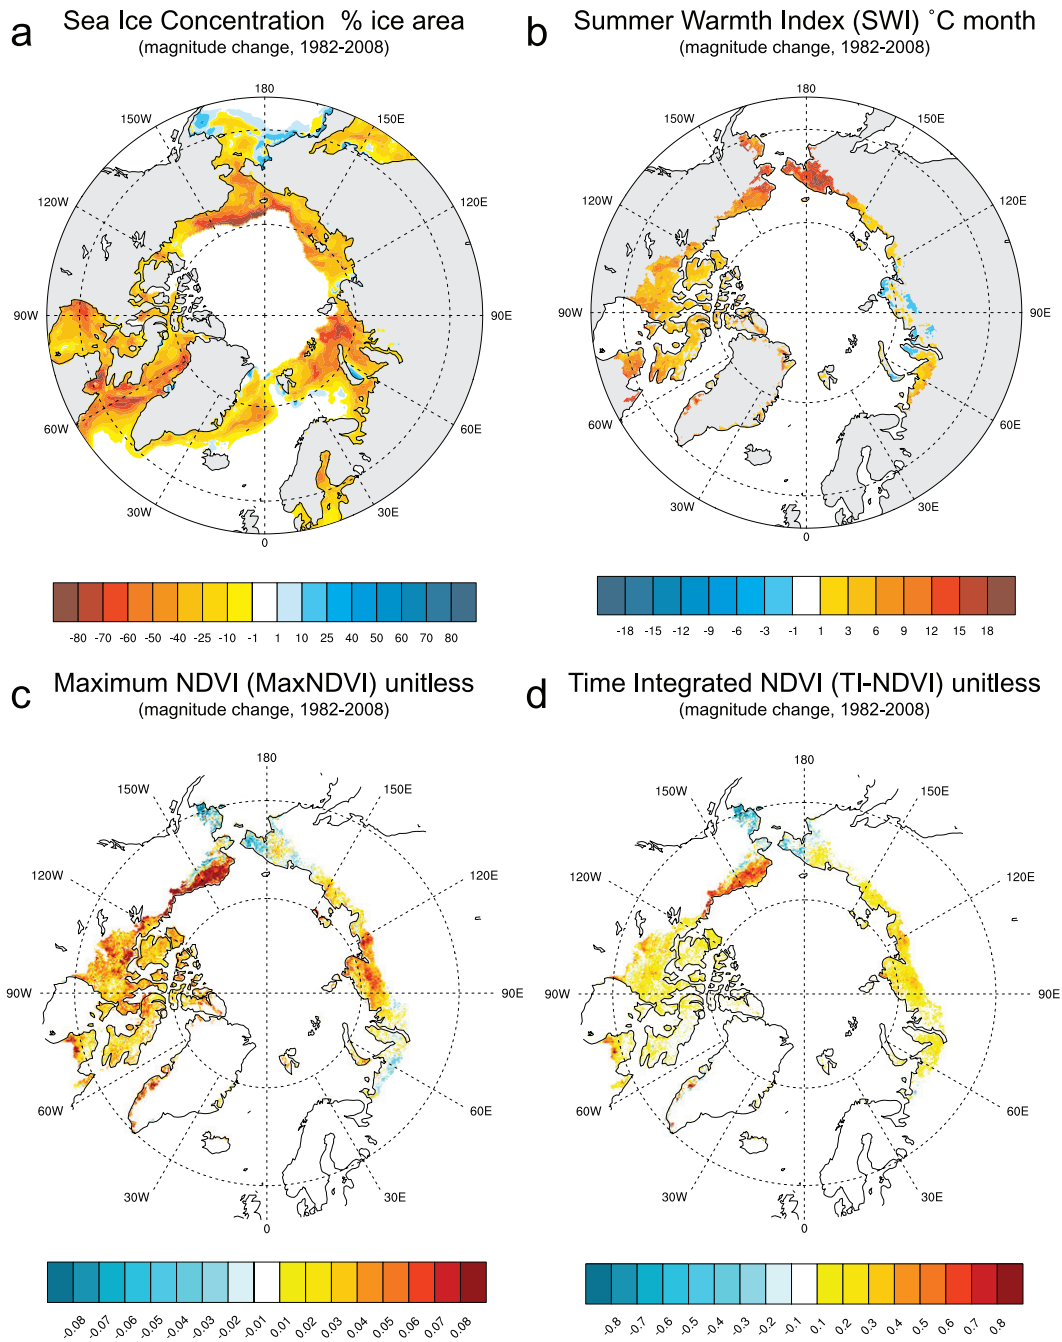 a
Sea Ice Concentration % ice area
(magnitude change, 1982-2008)
180
150W
150E
120W
120E
90W
90E
60W
60E
30W
30E
0
-80 -70 -50 -40 -25 -10 -1 1 10 25 40 60 70 80
b
Summer Warmth Index (SWI) ˚C month
(magnitude change, 1982-2008)
180
150W
150E
120W
120E
90W
90E
60W
60E
30W
30E
0
-18 -15 -12 -9 -6 -3 -1 1 3 6 9 12 15 18
c
Maximum NDVI (MaxNDVI) unitless
(magnitude change, 1982-2008)
180
150W
150E
120W
120E
90W
90E
60W
60E
30W
30E
0
-0.08 -0.07 -0.06 -0.05 -0.04 -0.03 -0.02 -0.01 0.01 0.02 0.03 0.04 0.05 0.06 0.07 0.08
d
Time Integrated NDVI (TI-NDVI) unitless
(magnitude change, 1982-2008)
180
150W
150E
120W
120E
90W
90E
60W
60E
30W
30E
0
-0.8 -0.7 -0.6 -0.5 -0.4 -0.3 -0.2 -0.1 0.1 0.2 0.3 0.4 0.5 0.6 0.7 0.8